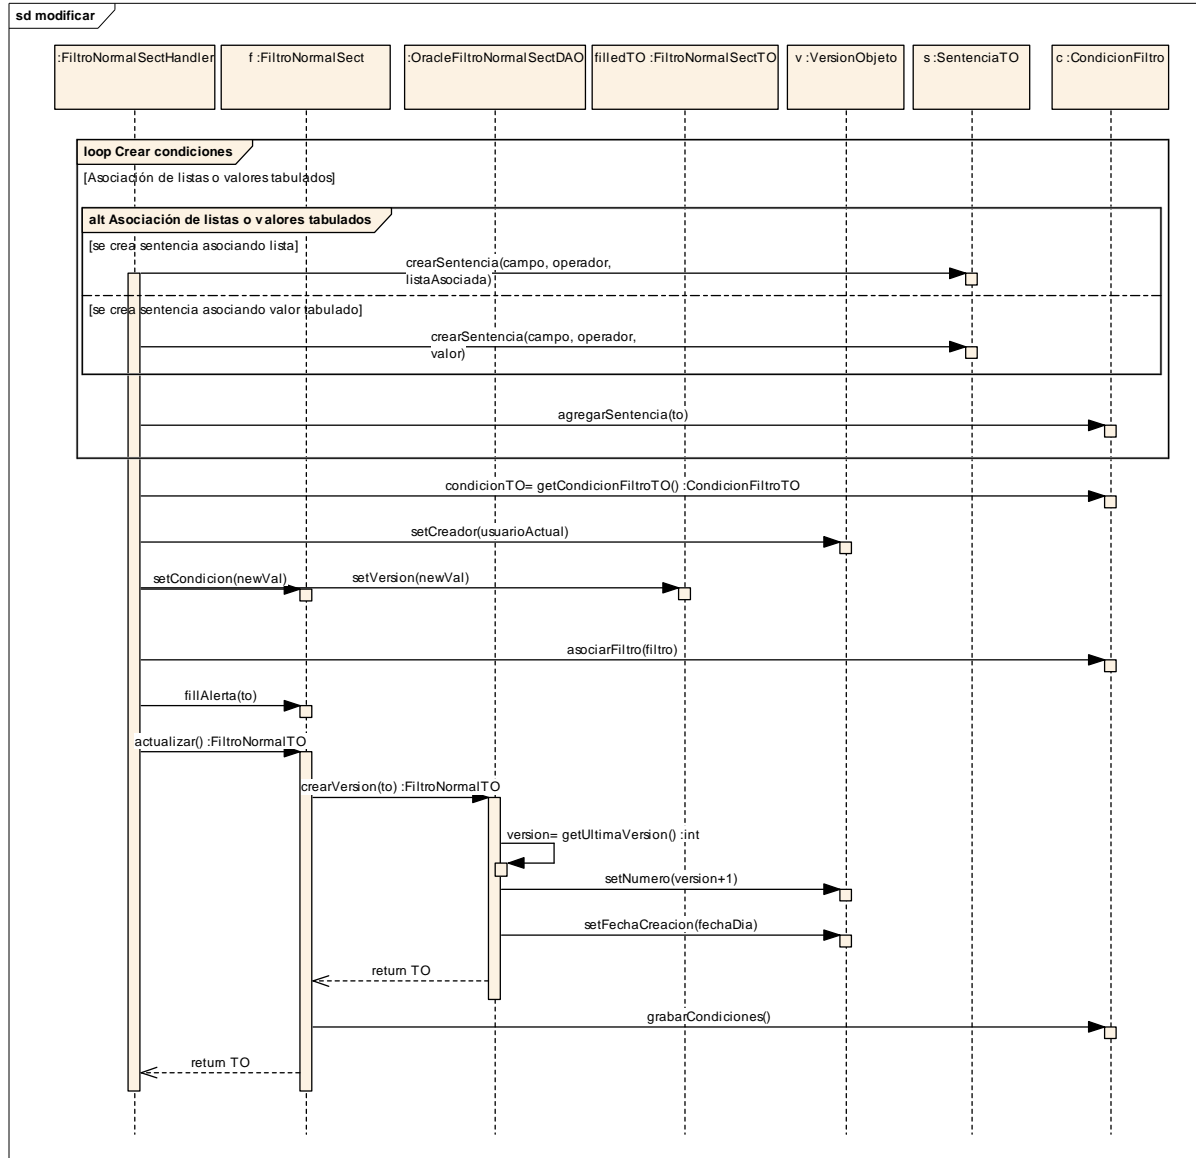 sd modificar
:FiltroNormalSectHandler
f :FiltroNormalSect
:OracleFiltroNormalSectDAO
filledTO :FiltroNormalSectTO
v :VersionObjeto
s :SentenciaTO
c :CondicionFiltro
loop Crear condiciones
[Asociación de listas o valores tabulados]
alt Asociación de listas o valores tabulados
[se crea sentencia asociando lista]
crearSentencia(campo, operador,
listaAsociada)
[se crea sentencia asociando valor tabulado]
crearSentencia(campo, operador,
valor)
agregarSentencia(to)
condicionTO= getCondicionFiltroTO() :CondicionFiltroTO
setCreador(usuarioActual)
setCondicion(newVal)
setVersion(newVal)
asociarFiltro(filtro)
fillAlerta(to)
actualizar() :FiltroNormalTO
crearVersion(to) :FiltroNormalTO
version= getUltimaVersion() :int
setNumero(version+1)
setFechaCreacion(fechaDia)
return TO
grabarCondiciones()
return TO